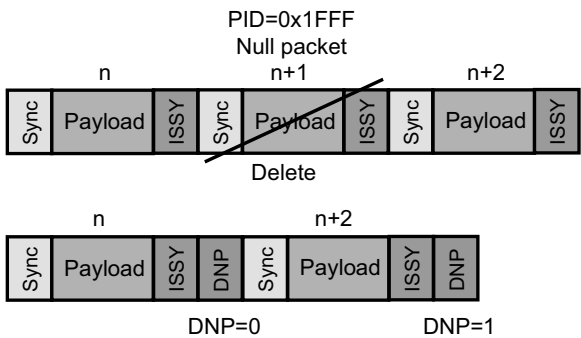 PID=0x1FFF
Null packet
n n+1 n+2
Sync Payload ISSY Sync Payload ISSY Sync Payload ISSY
Delete
n n+2
Sync Payload ISSY DNP Sync Payload ISSY DNP
DNP=0 DNP=1